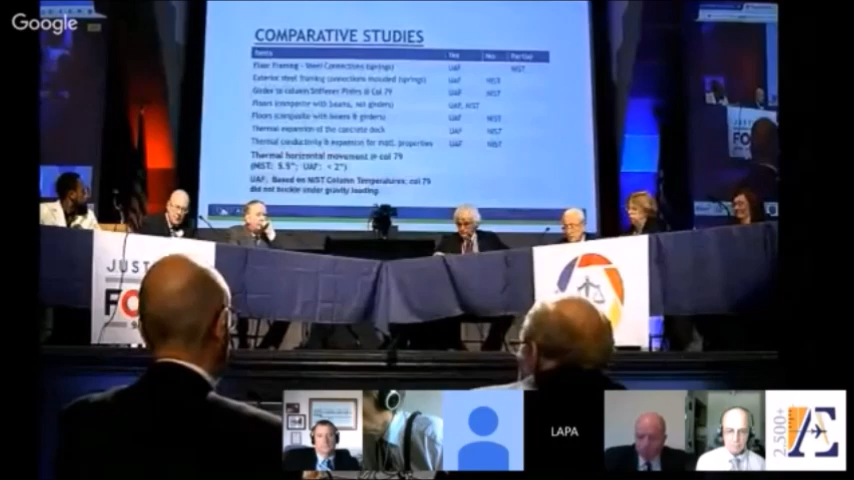 Google
COMPARATIVE STUDIES
Items Yes No Partial
Floor Framing - Steel Connections (springs) UAF NIST
Exterior steel framing connections included (springs) UAF NIST
Girder to column Stiffener Plates @ Col 79 UAF NIST
Floors (composite with beams, not girders) UAF, NIST
Floors (composite with beams & girders) UAF NIST
Thermal expansion of the concrete deck UAF NIST
Thermal conductivity & expansion for matl. properties UAF NIST
Thermal horizontal movement @ col 79
(NIST: 5.5"; UAF: < 2")
UAF: Based on NIST Column Temperatures; col 79
did not buckle under gravity loading.
JUST
FO
JUST
FOR
LAPA
2,500+
AE